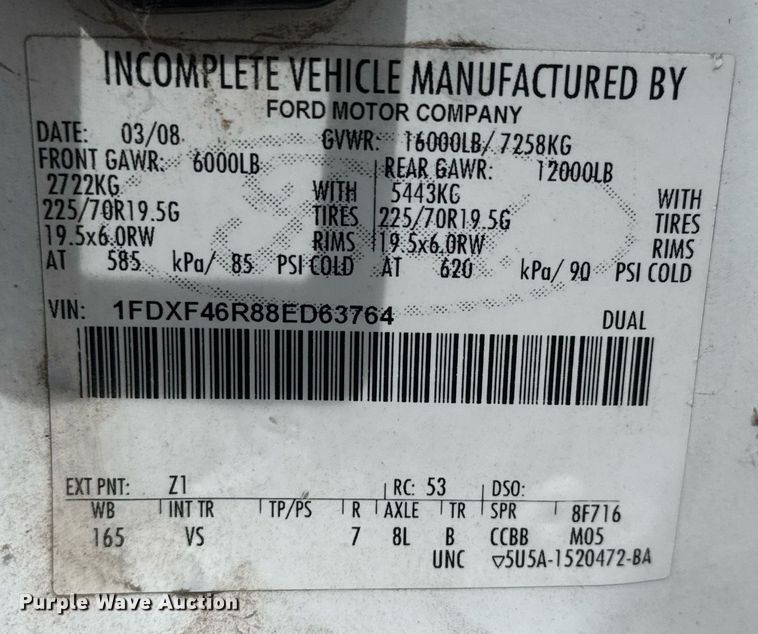 INCOMPLETE VEHICLE MANUFACTURED BY
FORD MOTOR COMPANY
DATE: 03/08 GVWR: 16000LB/ 7258KG
FRONT GAWR: 6000LB REAR GAWR: 12000LB
2722KG WITH 5443KG WITH
225/70R19.5G TIRES 225/70R19.5G TIRES
19.5x6.0RW RIMS 19.5x6.0RW RIMS
AT 585 kPa/ 85 PSI COLD AT 620 kPa/ 90 PSI COLD
VIN: 1FDXF46R88ED63764 DUAL
EXT PNT: Z1 RC: 53 DSO:
WB INT TR TP/PS R AXLE TR SPR 8F716
165 VS 7 8L B CCBB M05
UNC ▽5U5A-1520472-BA
Purple Wave Auction